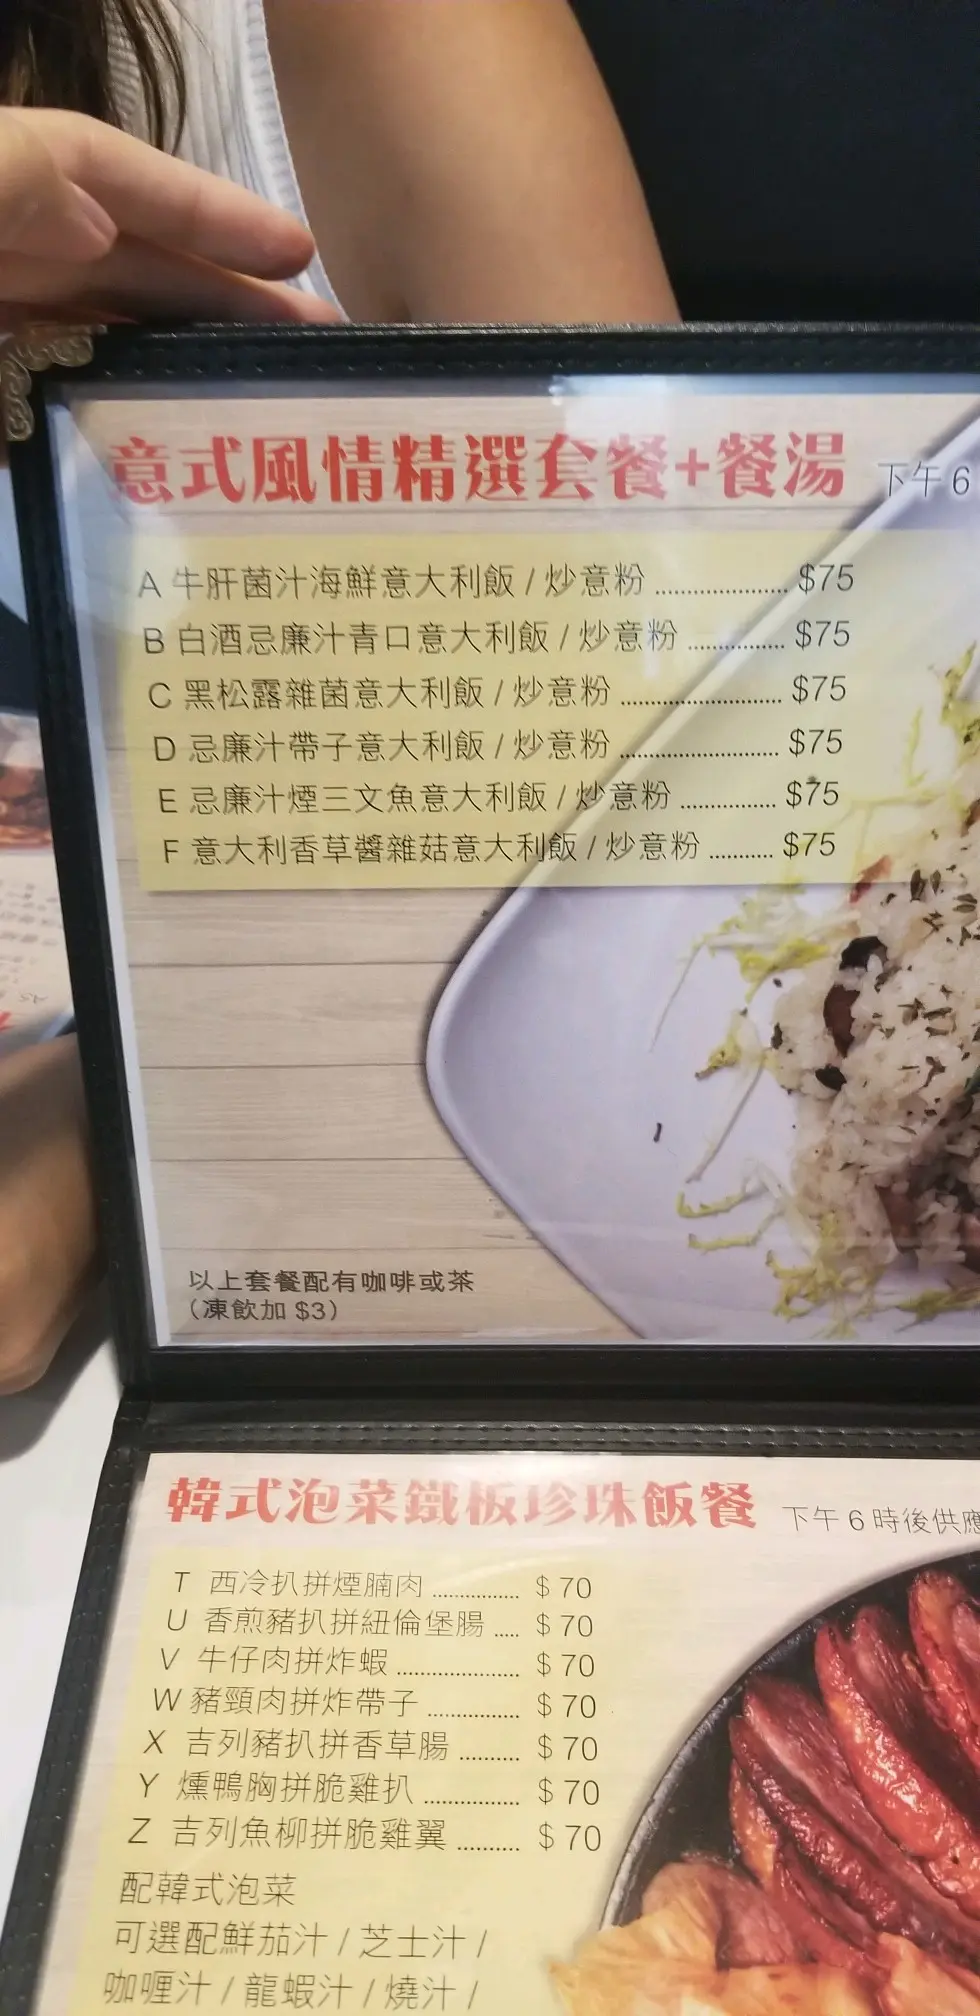 意式風情精選套餐+餐湯 下午6
A 牛肝菌汁海鮮意大利飯 / 炒意粉 .................... $75
B 白酒忌廉汁青口意大利飯 / 炒意粉 ............... $75
C 黑松露雜菌意大利飯 / 炒意粉 ......................... $75
D 忌廉汁帶子意大利飯 / 炒意粉 ......................... $75
E 忌廉汁煙三文魚意大利飯 / 炒意粉 ............... $75
F 意大利香草醬雜菇意大利飯 / 炒意粉 .......... $75
以上套餐配有咖啡或茶
（凍飲加 $3）
韓式泡菜鐵板珍珠飯餐 下午 6 時後供應
T 西冷扒拼煙腩肉 .............. $ 70
U 香煎豬扒拼紐倫堡腸 ..... $ 70
V 牛仔肉拼炸蝦 .................... $ 70
W 豬頸肉拼炸帶子 ............... $ 70
X 吉列豬扒拼香草腸 .......... $ 70
Y 燻鴨胸拼脆雞扒 ............... $ 70
Z 吉列魚柳拼脆雞翼 .......... $ 70
配韓式泡菜
可選配鮮茄汁 / 芝士汁 /
咖喱汁 / 龍蝦汁 / 燒汁 /